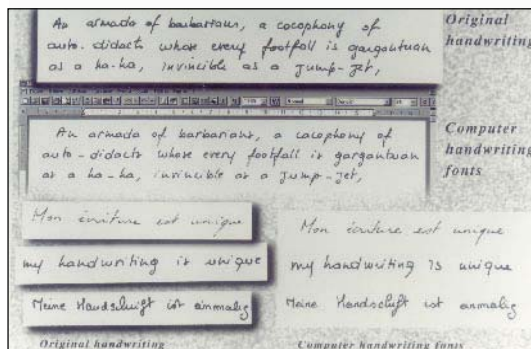 An armada of barbarians, a cacophony of
auto-didacts whose every footfall is gargantuan
as a ha-ha, invincible as a jump-jet,
Original
handwriting
An armada of barbarians, a cacophony of
auto-didacts whose every footfall is gargantuan
as a ha-ha, invincible as a jump-jet,
Computer
handwriting
fonts
Mon écriture est unique
my handwriting is unique
Meine Handschrift ist einmalig
Mon écriture est unique
my handwriting is unique
Meine Handschrift ist einmalig
Original handwriting
Computer handwriting fonts